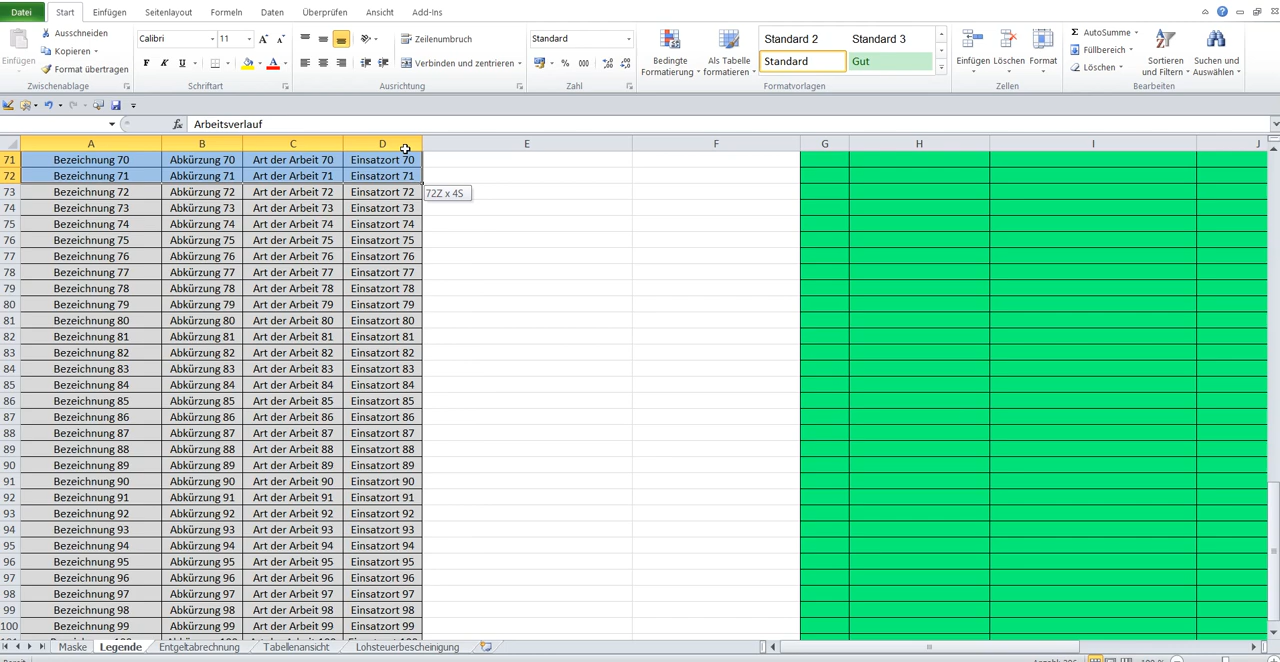 Datei Start Einfügen Seitenlayout Formeln Daten Überprüfen Ansicht Add-Ins
Einfügen Ausschneiden Kopieren Format übertragen
Calibri 11 F K U
Zeilenumbruch
Verbinden und zentrieren
Standard % 000
Bedingte Formatierung
Als Tabelle formatieren
Standard 2 Standard 3
Standard Gut
Einfügen Löschen Format
Σ AutoSumme
Füllbereich
Löschen
Sortieren und Filtern
Suchen und Auswählen
Zwischenablage Schriftart Ausrichtung Zahl Formatvorlagen Zellen Bearbeiten
fx Arbeitsverlauf
A B C D E F G H I J
71 Bezeichnung 70 Abkürzung 70 Art der Arbeit 70 Einsatzort 70
72 Bezeichnung 71 Abkürzung 71 Art der Arbeit 71 Einsatzort 71
73 Bezeichnung 72 Abkürzung 72 Art der Arbeit 72 Einsatzort 72 72Z x 4S
74 Bezeichnung 73 Abkürzung 73 Art der Arbeit 73 Einsatzort 73
75 Bezeichnung 74 Abkürzung 74 Art der Arbeit 74 Einsatzort 74
76 Bezeichnung 75 Abkürzung 75 Art der Arbeit 75 Einsatzort 75
77 Bezeichnung 76 Abkürzung 76 Art der Arbeit 76 Einsatzort 76
78 Bezeichnung 77 Abkürzung 77 Art der Arbeit 77 Einsatzort 77
79 Bezeichnung 78 Abkürzung 78 Art der Arbeit 78 Einsatzort 78
80 Bezeichnung 79 Abkürzung 79 Art der Arbeit 79 Einsatzort 79
81 Bezeichnung 80 Abkürzung 80 Art der Arbeit 80 Einsatzort 80
82 Bezeichnung 81 Abkürzung 81 Art der Arbeit 81 Einsatzort 81
83 Bezeichnung 82 Abkürzung 82 Art der Arbeit 82 Einsatzort 82
84 Bezeichnung 83 Abkürzung 83 Art der Arbeit 83 Einsatzort 83
85 Bezeichnung 84 Abkürzung 84 Art der Arbeit 84 Einsatzort 84
86 Bezeichnung 85 Abkürzung 85 Art der Arbeit 85 Einsatzort 85
87 Bezeichnung 86 Abkürzung 86 Art der Arbeit 86 Einsatzort 86
88 Bezeichnung 87 Abkürzung 87 Art der Arbeit 87 Einsatzort 87
89 Bezeichnung 88 Abkürzung 88 Art der Arbeit 88 Einsatzort 88
90 Bezeichnung 89 Abkürzung 89 Art der Arbeit 89 Einsatzort 89
91 Bezeichnung 90 Abkürzung 90 Art der Arbeit 90 Einsatzort 90
92 Bezeichnung 91 Abkürzung 91 Art der Arbeit 91 Einsatzort 91
93 Bezeichnung 92 Abkürzung 92 Art der Arbeit 92 Einsatzort 92
94 Bezeichnung 93 Abkürzung 93 Art der Arbeit 93 Einsatzort 93
95 Bezeichnung 94 Abkürzung 94 Art der Arbeit 94 Einsatzort 94
96 Bezeichnung 95 Abkürzung 95 Art der Arbeit 95 Einsatzort 95
97 Bezeichnung 96 Abkürzung 96 Art der Arbeit 96 Einsatzort 96
98 Bezeichnung 97 Abkürzung 97 Art der Arbeit 97 Einsatzort 97
99 Bezeichnung 98 Abkürzung 98 Art der Arbeit 98 Einsatzort 98
100 Bezeichnung 99 Abkürzung 99 Art der Arbeit 99 Einsatzort 99
Maske Legende Entgeltabrechnung Tabellenansicht Lohsteuerbescheinigung